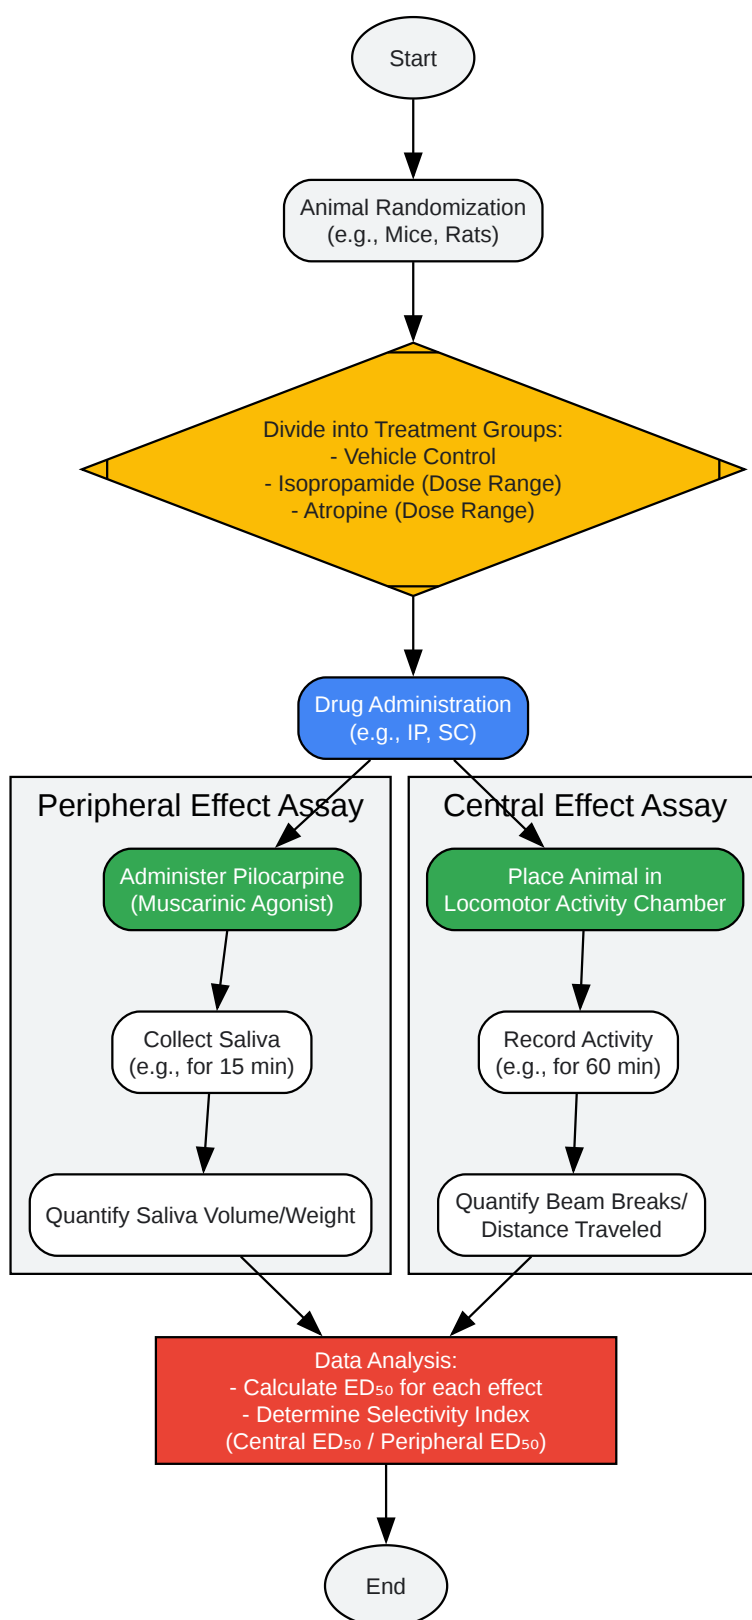 Start
Animal Randomization
(e.g., Mice, Rats)
Divide into Treatment Groups:
- Vehicle Control
- Isopropamide (Dose Range)
- Atropine (Dose Range)
Drug Administration
(e.g., IP, SC)
Peripheral Effect Assay
Administer Pilocarpine
(Muscarinic Agonist)
Collect Saliva
(e.g., for 15 min)
Quantify Saliva Volume/Weight
Central Effect Assay
Place Animal in
Locomotor Activity Chamber
Record Activity
(e.g., for 60 min)
Quantify Beam Breaks/
Distance Traveled
Data Analysis:
- Calculate ED₅₀ for each effect
- Determine Selectivity Index
(Central ED₅₀ / Peripheral ED₅₀)
End